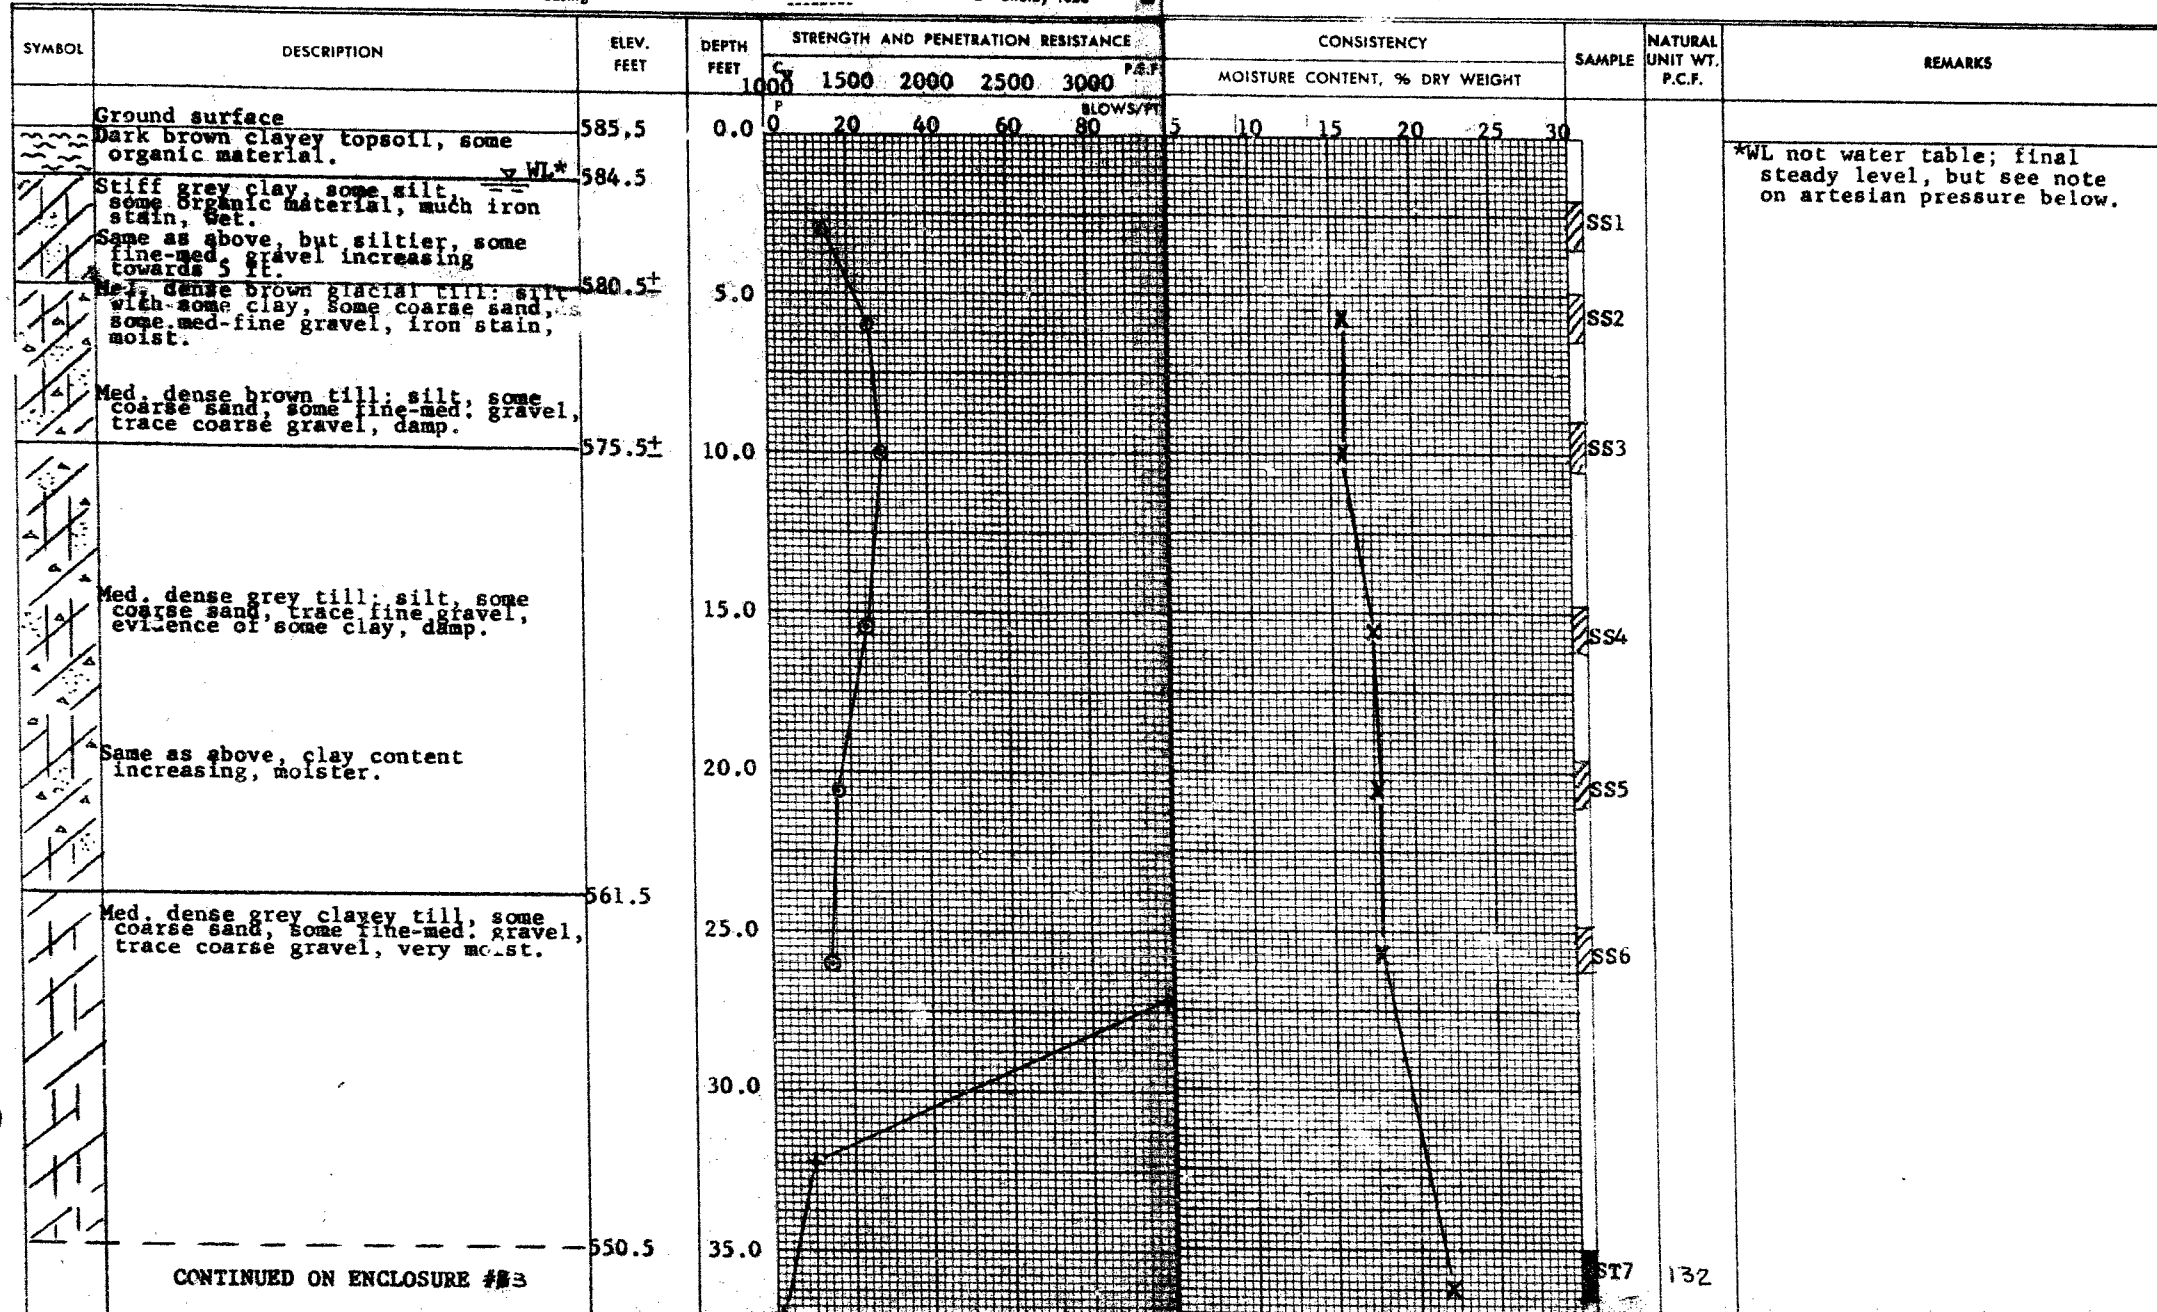 SYMBOL
DESCRIPTION
ELEV.
FEET
DEPTH
FEET
STRENGTH AND PENETRATION RESISTANCE
P.S.F
1000 1500 2000 2500 3000
P
BLOWS/FT
0 20 40 60 80
CONSISTENCY
MOISTURE CONTENT, % DRY WEIGHT
5 10 15 20 25 30
SAMPLE
NATURAL
UNIT WT.
P.C.F.
REMARKS
Ground surface
585,5
0.0
Dark brown clayey topsoil, some
organic material.
WL*
584.5
Stiff grey clay, some silt,
some organic material, much iron
stain, wet.
Same as above, but siltier, some
fine-med. gravel increasing
towards 5 ft.
580.5±
5.0
Med. dense brown glacial till: silt
with some clay, some coarse sand,
some med-fine gravel, iron stain,
moist.
Med. dense brown till: silt, some
coarse sand, some fine-med. gravel,
trace coarse gravel, damp.
575.5±
10.0
Med. dense grey till: silt, some
coarse sand, trace fine gravel,
evidence of some clay, damp.
15.0
Same as above, clay content
increasing, moister.
20.0
561.5
Med. dense grey clayey till, some
coarse sand, some fine-med. gravel,
trace coarse gravel, very moist.
25.0
30.0
550.5
35.0
CONTINUED ON ENCLOSURE #3
SS1
SS2
SS3
SS4
SS5
SS6
ST7
132
*WL not water table; final
steady level, but see note
on artesian pressure below.